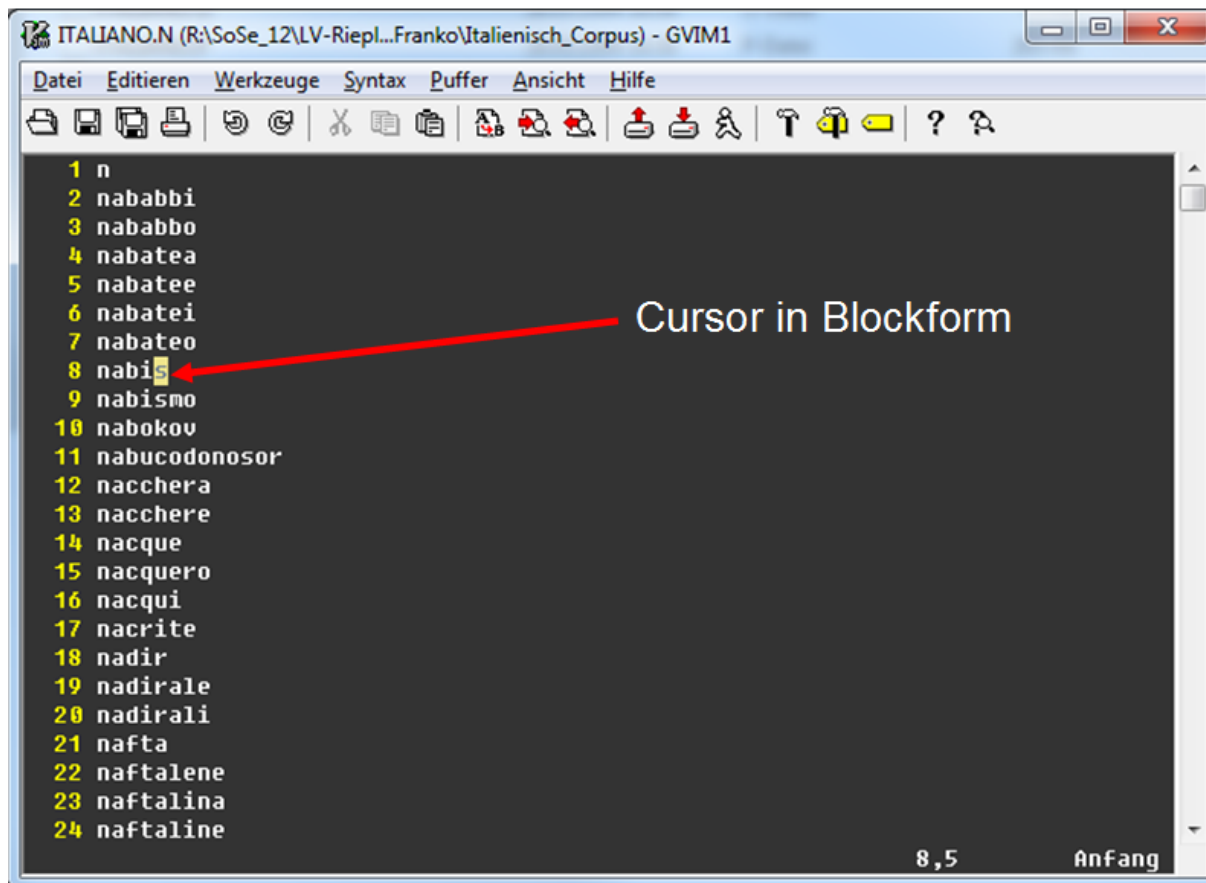 ITALIANO.N (R:\SoSe_12\LV-Riepl...Franko\Italienisch_Corpus) - GVIM1
Datei Editieren Werkzeuge Syntax Puffer Ansicht Hilfe
1 n
2 nababbi
3 nababbo
4 nabatea
5 nabatee
6 nabatei
7 nabateo
8 nabis
Cursor in Blockform
9 nabismo
10 nabokov
11 nabucodonosor
12 nacchera
13 nacchere
14 nacque
15 nacquero
16 nacqui
17 nacrite
18 nadir
19 nadirale
20 nadirali
21 nafta
22 naftalene
23 naftalina
24 naftaline
8,5 Anfang